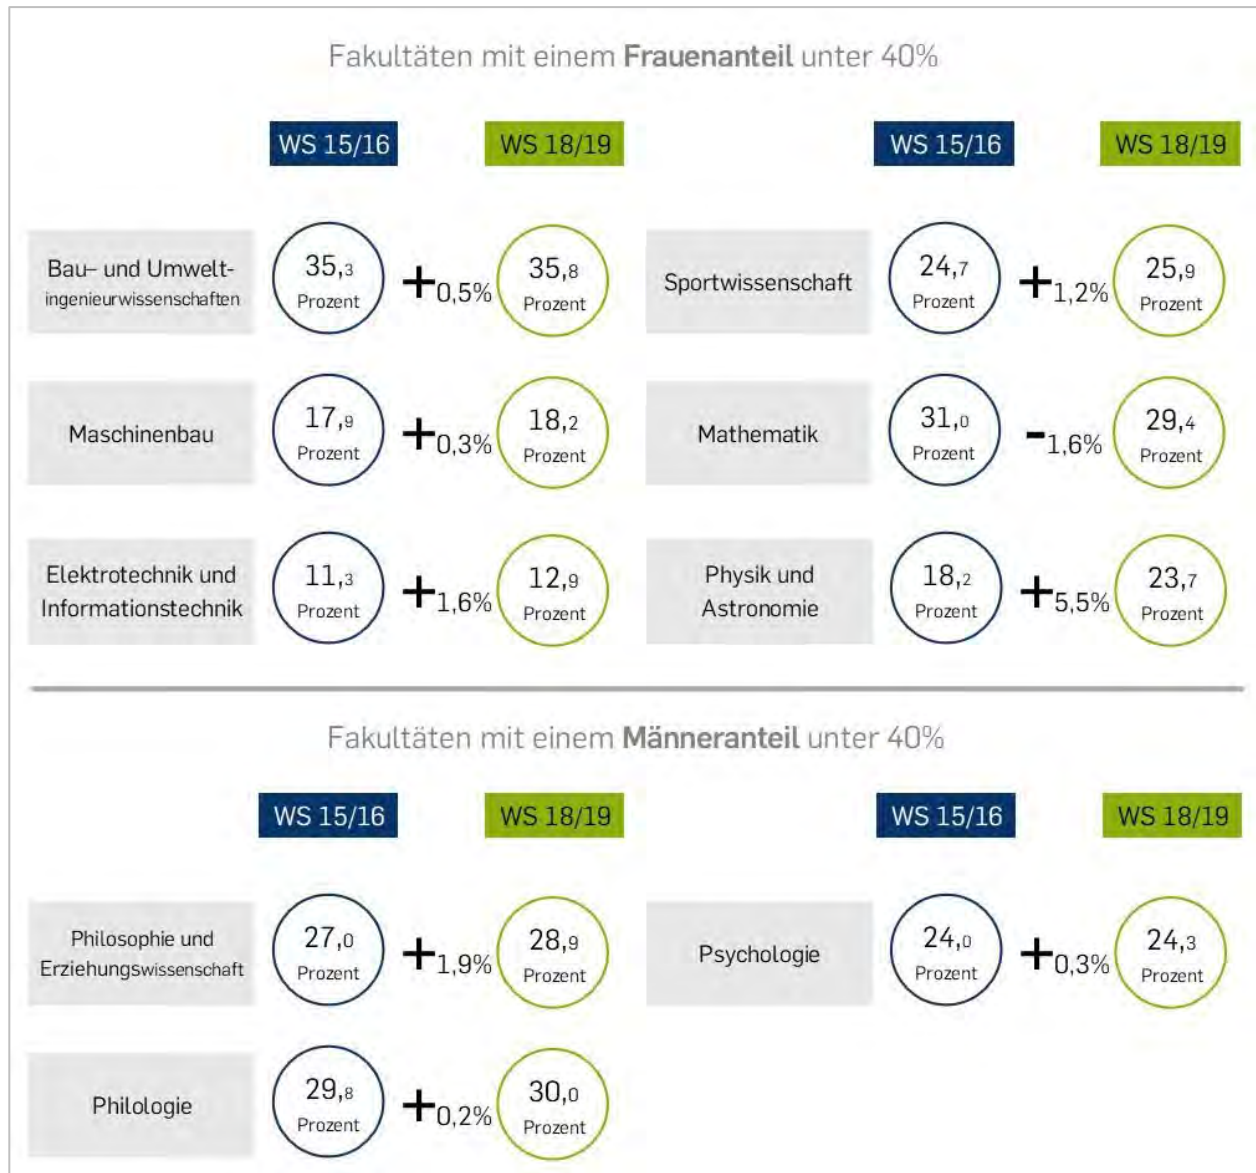 Fakultäten mit einem Frauenanteil unter 40%
WS 15/16
WS 18/19
WS 15/16
WS 18/19
Bau– und Umwelt-
ingenieurwissenschaften
35,3
Prozent
+0,5%
35,8
Prozent
Sportwissenschaft
24,7
Prozent
+1,2%
25,9
Prozent
Maschinenbau
17,9
Prozent
+0,3%
18,2
Prozent
Mathematik
31,0
Prozent
-1,6%
29,4
Prozent
Elektrotechnik und
Informationstechnik
11,3
Prozent
+1,6%
12,9
Prozent
Physik und
Astronomie
18,2
Prozent
+5,5%
23,7
Prozent
Fakultäten mit einem Männeranteil unter 40%
WS 15/16
WS 18/19
WS 15/16
WS 18/19
Philosophie und
Erziehungswissenschaft
27,0
Prozent
+1,9%
28,9
Prozent
Psychologie
24,0
Prozent
+0,3%
24,3
Prozent
Philologie
29,8
Prozent
+0,2%
30,0
Prozent